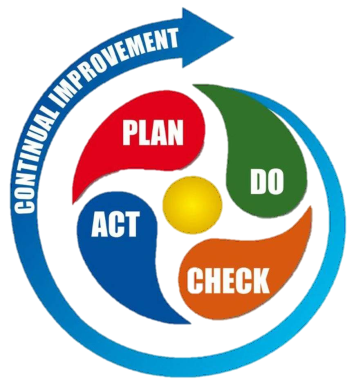 CONTINUAL IMPROVEMENT
PLAN
DO
CHECK
ACT